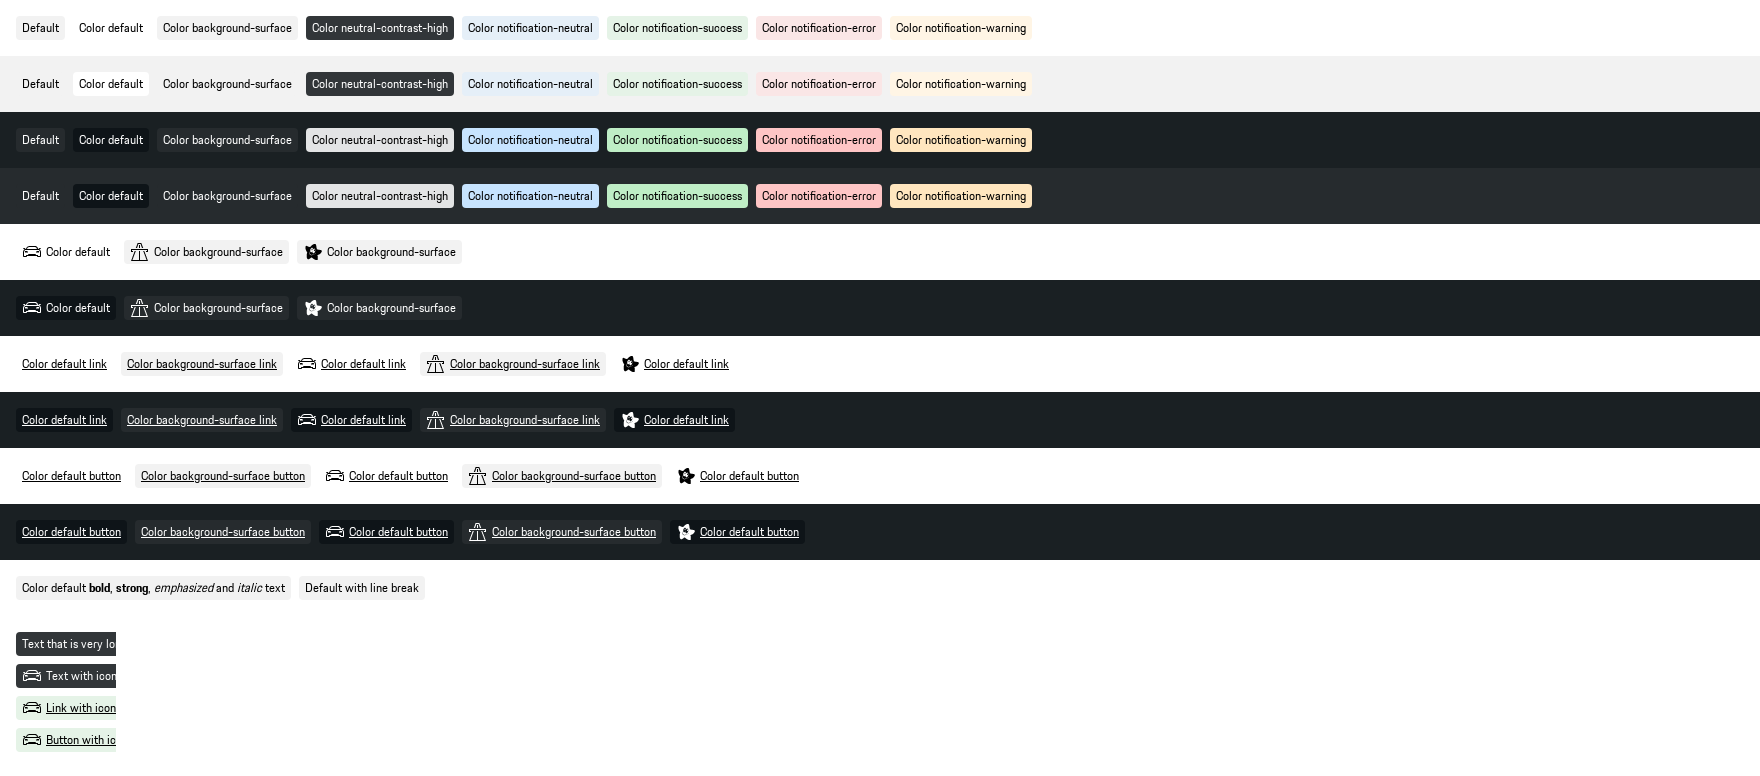 Default Color default Color background-surface Color neutral-contrast-high Color notification-neutral Color notification-success Color notification-error Color notification-warning
Default Color default Color background-surface Color neutral-contrast-high Color notification-neutral Color notification-success Color notification-error Color notification-warning
Default Color default Color background-surface Color neutral-contrast-high Color notification-neutral Color notification-success Color notification-error Color notification-warning
Default Color default Color background-surface Color neutral-contrast-high Color notification-neutral Color notification-success Color notification-error Color notification-warning
Color default Color background-surface Color background-surface
Color default Color background-surface Color background-surface
Color default link Color background-surface link Color default link Color background-surface link Color default link
Color default link Color background-surface link Color default link Color background-surface link Color default link
Color default button Color background-surface button Color default button Color background-surface button Color default button
Color default button Color background-surface button Color default button Color background-surface button Color default button
Color default bold, strong, emphasized and italic text Default with line break
Text that is very lo
Text with icon
Link with icon
Button with ic